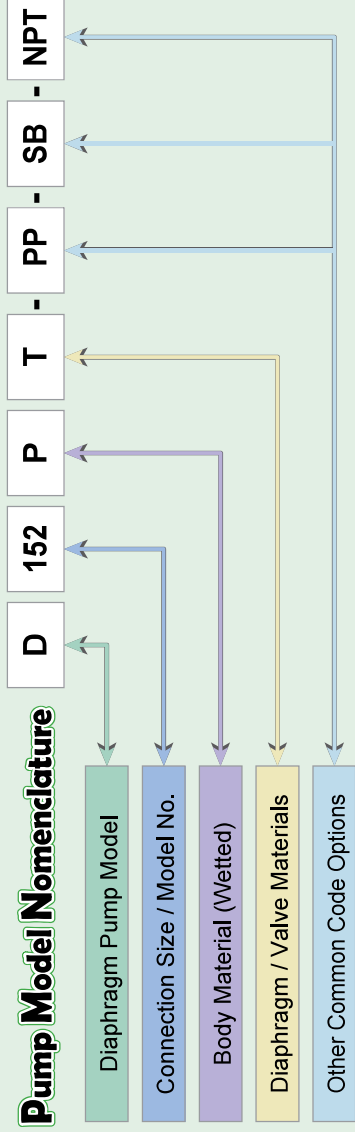 Pump Model Nomenclature
D 152 P T - PP - SB - NPT
Diaphragm Pump Model
Connection Size / Model No.
Body Material (Wetted)
Diaphragm / Valve Materials
Other Common Code Options